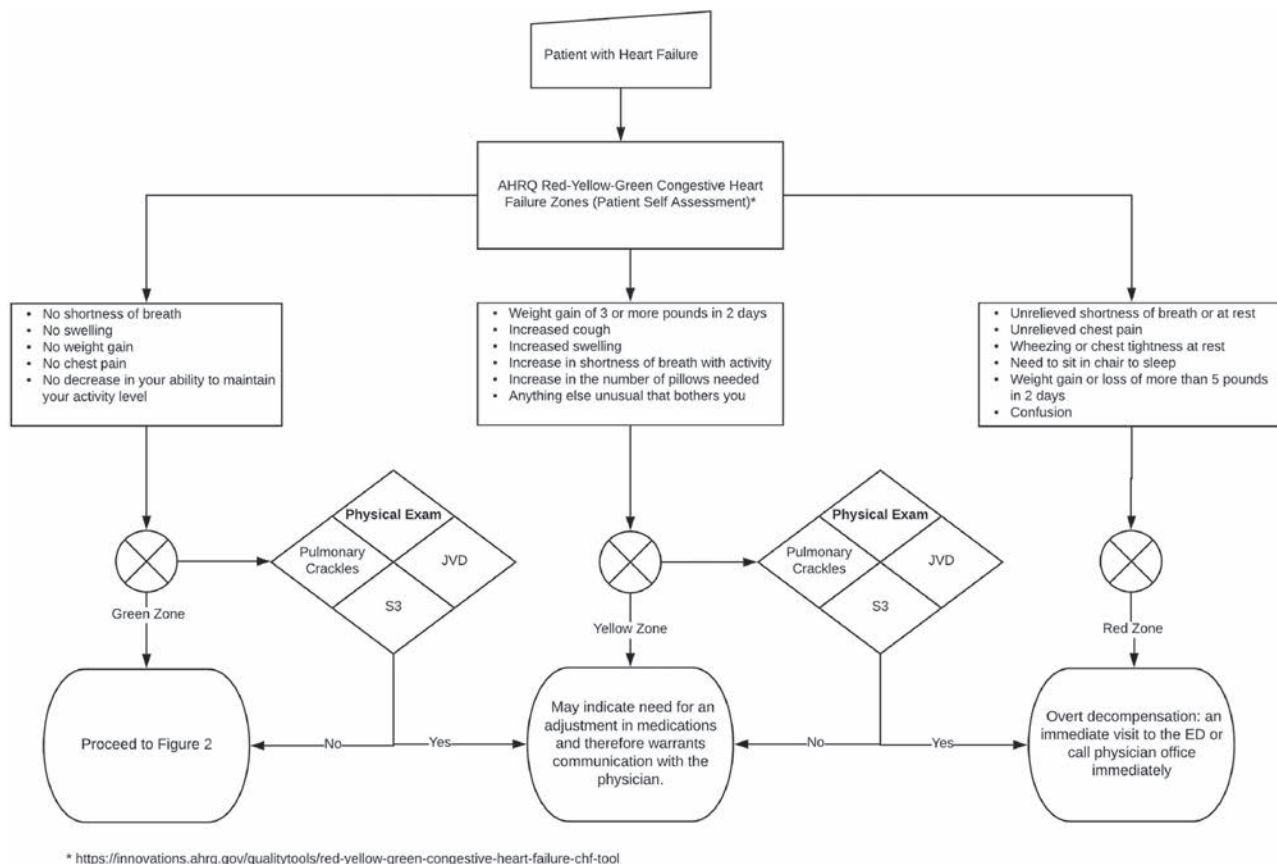 Patient with Heart Failure
AHRQ Red-Yellow-Green Congestive Heart
Failure Zones (Patient Self Assessment)*
• No shortness of breath
• No swelling
• No weight gain
• No chest pain
• No decrease in your ability to maintain
your activity level
• Weight gain of 3 or more pounds in 2 days
• Increased cough
• Increased swelling
• Increase in shortness of breath with activity
• Increase in the number of pillows needed
• Anything else unusual that bothers you
• Unrelieved shortness of breath or at rest
• Unrelieved chest pain
• Wheezing or chest tightness at rest
• Need to sit in chair to sleep
• Weight gain or loss of more than 5 pounds
in 2 days
• Confusion
Physical Exam
Pulmonary
Crackles
JVD
S3
Physical Exam
Pulmonary
Crackles
JVD
S3
Green Zone
Yellow Zone
Red Zone
Proceed to Figure 2
No
Yes
May indicate need for an
adjustment in medications
and therefore warrants
communication with the
physician.
No
Yes
Overt decompensation: an
immediate visit to the ED or
call physician office
immediately
* https://innovations.ahrq.gov/qualitytools/red-yellow-green-congestive-heart-failure-chf-tool